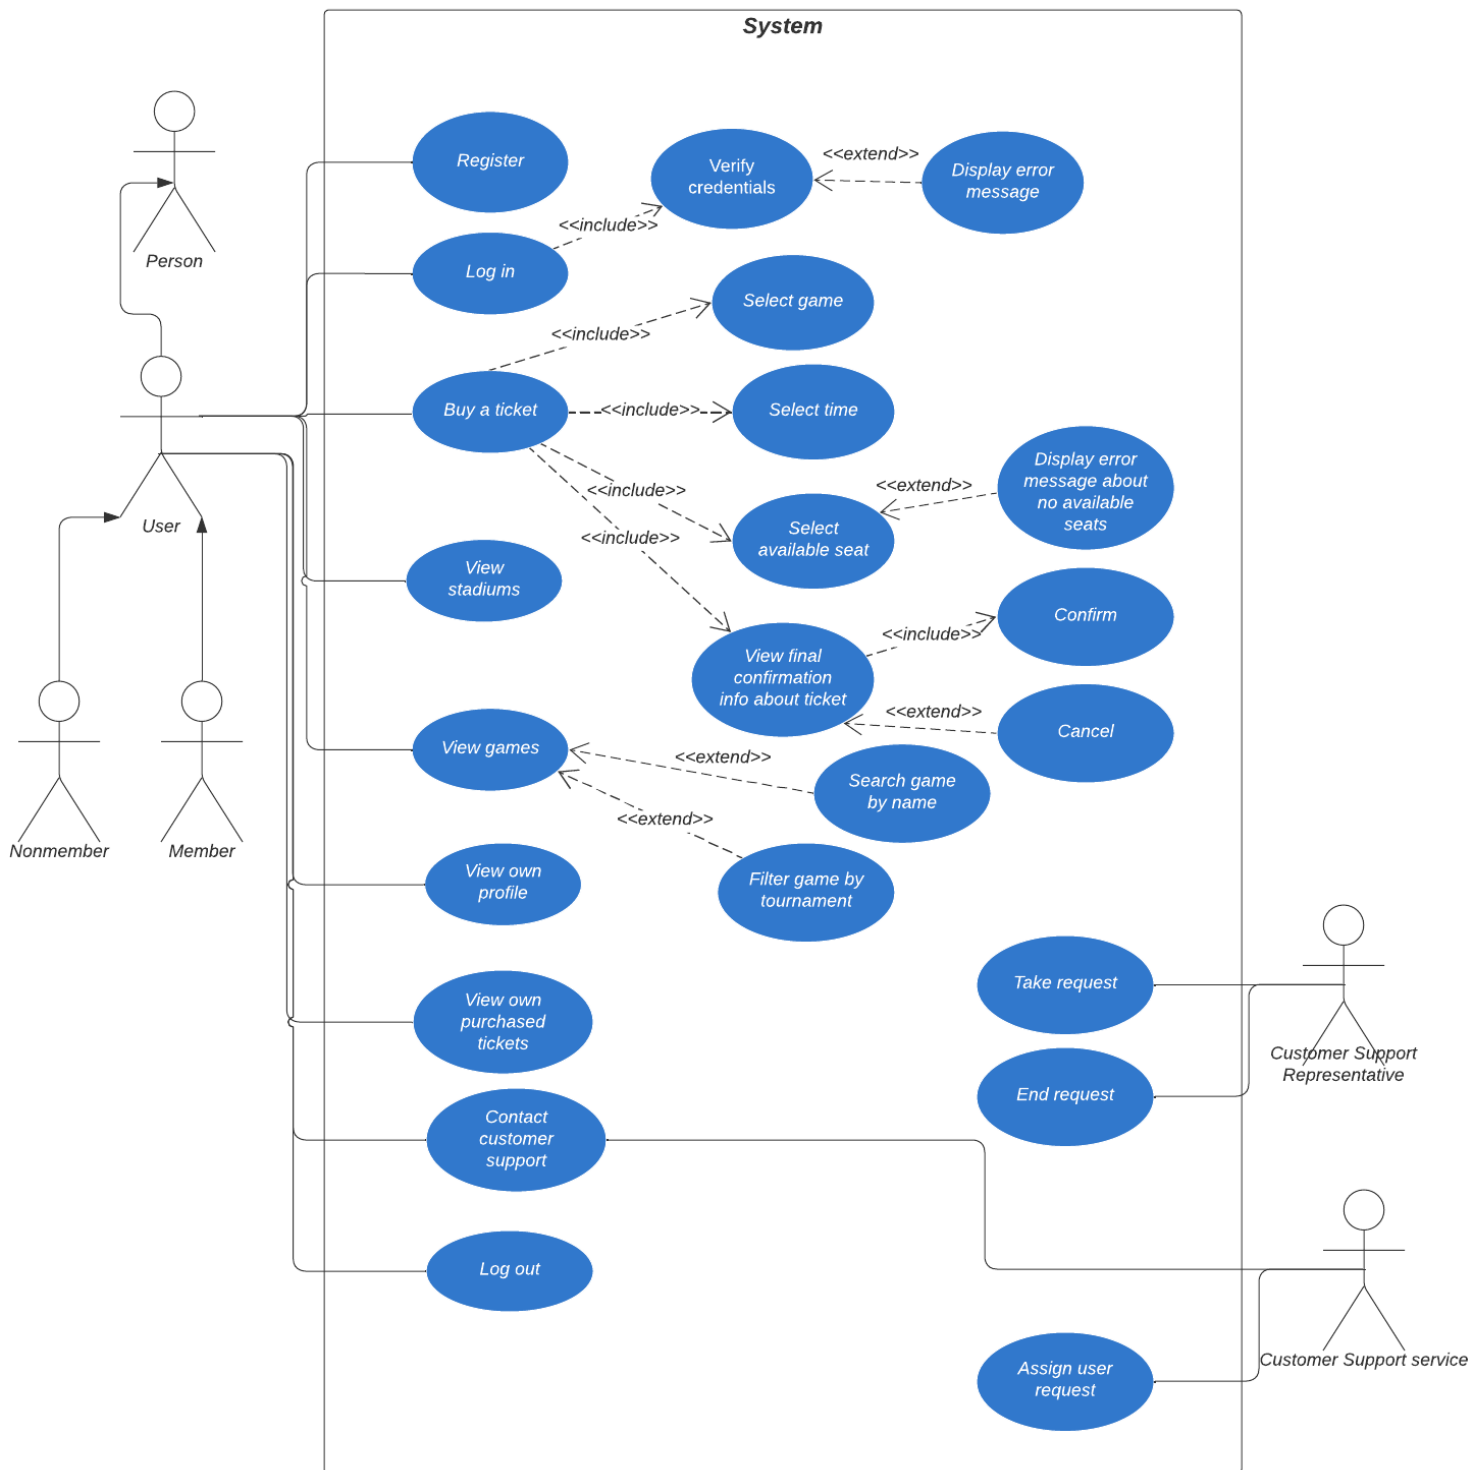 System
Person
Register
Verify
credentials
<<extend>>
Display error
message
<<include>>
Log in
Select game
<<include>>
User
Buy a ticket
<<include>>
Select time
<<include>>
<<include>>
Select
available seat
<<extend>>
Display error
message about
no available
seats
View
stadiums
View final
confirmation
info about ticket
<<include>>
Confirm
<<extend>>
Cancel
Nonmember
Member
View games
<<extend>>
Search game
by name
<<extend>>
Filter game by
tournament
View own
profile
View own
purchased
tickets
Take request
End request
Customer Support
Representative
Contact
customer
support
Log out
Customer Support service
Assign user
request